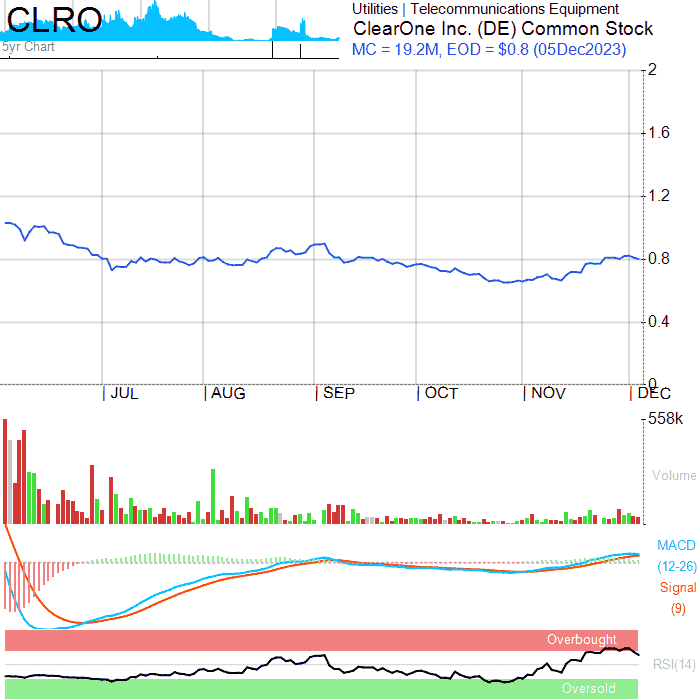 CLRO
Utilities | Telecommunications Equipment
ClearOne Inc. (DE) Common Stock
5yr Chart
MC = 19.2M, EOD = $0.8 (05Dec2023)
2
1.6
1.2
0.8
0.4
0
JUL AUG SEP OCT NOV DEC
558k
Volume
MACD
(12-26)
Signal
(9)
Overbought
RSI(14)
Oversold